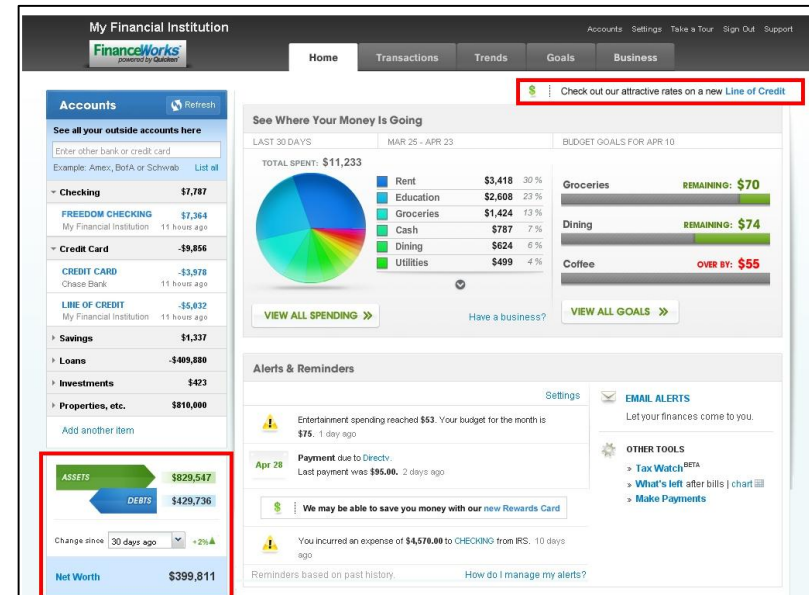 My Financial Institution
Accounts Settings Take a Tour Sign Out Support
FinanceWorks
powered by Quicken
Home Transactions Trends Goals Business
Check out our attractive rates on a new Line of Credit
Accounts Refresh
See all your outside accounts here
Enter other bank or credit card
Example: Amex, BofA or Schwab List all
Checking $7,787
FREEDOM CHECKING $7,364
My Financial Institution 11 hours ago
Credit Card -$9,856
CREDIT CARD -$3,978
Chase Bank 11 hours ago
LINE OF CREDIT -$5,032
My Financial Institution 11 hours ago
Savings $1,337
Loans -$409,880
Investments $423
Properties, etc. $810,000
Add another item
ASSETS $829,547
DEBTS $429,736
Change since 30 days ago +2%
Net Worth $399,811
See Where Your Money Is Going
LAST 30 DAYS MAR 25 - APR 23 BUDGET GOALS FOR APR 10
TOTAL SPENT: $11,233
Rent $3,418 30 %
Education $2,608 23 %
Groceries $1,424 13 %
Cash $787 7 %
Dining $624 6 %
Utilities $499 4 %
VIEW ALL SPENDING »
Have a business?
Groceries REMAINING: $70
Dining REMAINING: $74
Coffee OVER BY: $55
VIEW ALL GOALS »
Alerts & Reminders
Settings
Entertainment spending reached $53. Your budget for the month is
$75. 1 day ago
Apr 28
Payment due to Directv.
Last payment was $95.00. 2 days ago
We may be able to save you money with our new Rewards Card
You incurred an expense of $4,570.00 to CHECKING from IRS. 10 days
ago
Reminders based on past history. How do I manage my alerts?
EMAIL ALERTS
Let your finances come to you.
OTHER TOOLS
» Tax Watch BETA
» What's left after bills | chart
» Make Payments